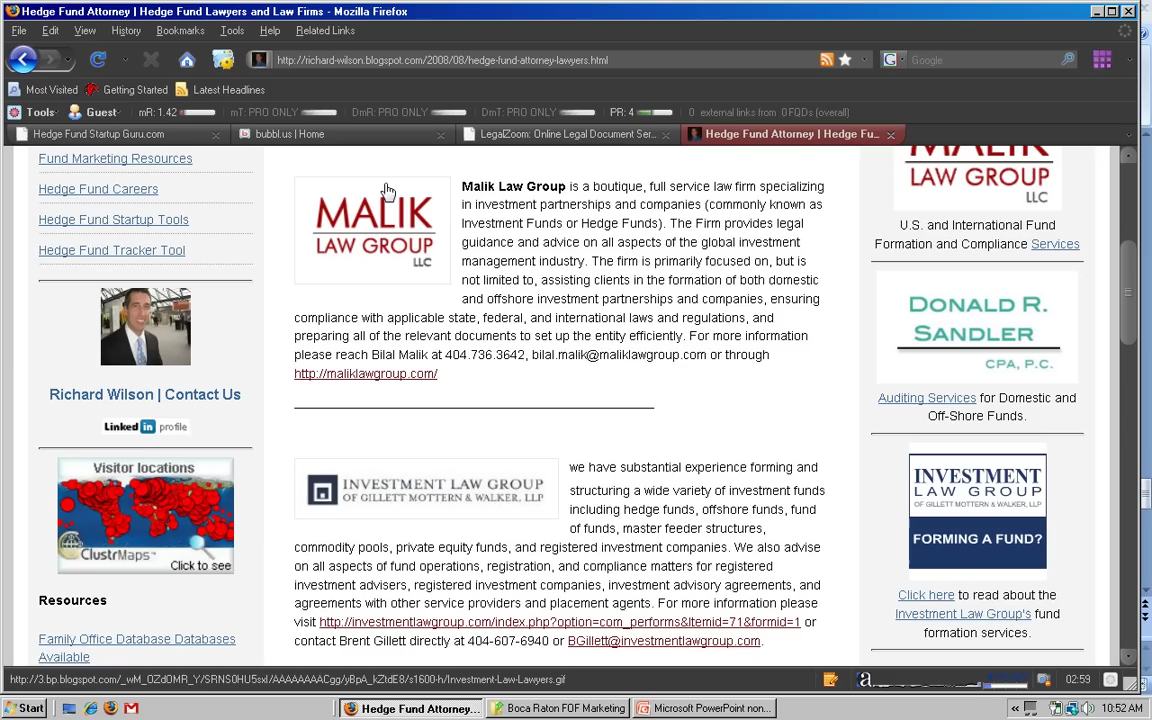 Hedge Fund Attorney | Hedge Fund Lawyers and Law Firms - Mozilla Firefox
File Edit View History Bookmarks Tools Help Related Links
http://richard-wilson.blogspot.com/2008/08/hedge-fund-attorney-lawyers.html
G Google
Most Visited Getting Started Latest Headlines
Tools Guest mR: 1.42 mT: PRO ONLY DmR: PRO ONLY DmT: PRO ONLY PR: 4 0 external links from 0 FQDs (overall)
Hedge Fund Startup Guru.com bubbl.us | Home LegalZoom: Online Legal Document Ser... Hedge Fund Attorney | Hedge Fu...
Fund Marketing Resources
Hedge Fund Careers
Hedge Fund Startup Tools
Hedge Fund Tracker Tool
Richard Wilson | Contact Us
Linked in profile
Visitor locations
ClustrMaps™ Click to see
Resources
Family Office Database Databases
Available
MALIK
LAW GROUP
LLC
Malik Law Group is a boutique, full service law firm specializing
in investment partnerships and companies (commonly known as
Investment Funds or Hedge Funds). The Firm provides legal
guidance and advice on all aspects of the global investment
management industry. The firm is primarily focused on, but is
not limited to, assisting clients in the formation of both domestic
and offshore investment partnerships and companies, ensuring
compliance with applicable state, federal, and international laws and regulations, and
preparing all of the relevant documents to set up the entity efficiently. For more information
please reach Bilal Malik at 404.736.3642, bilal.malik@maliklawgroup.com or through
http://maliklawgroup.com/
INVESTMENT LAW GROUP
OF GILLETT MOTTERN & WALKER, LLP
we have substantial experience forming and
structuring a wide variety of investment funds
including hedge funds, offshore funds, fund
of funds, master feeder structures,
commodity pools, private equity funds, and registered investment companies. We also advise
on all aspects of fund operations, registration, and compliance matters for registered
investment advisers, registered investment companies, investment advisory agreements, and
agreements with other service providers and placement agents. For more information please
visit http://investmentlawgroup.com/index.php?option=com_performs&Itemid=71&formid=1 or
contact Brent Gillett directly at 404-607-6940 or BGillett@investmentlawgroup.com.
MALIK
LAW GROUP
LLC
U.S. and International Fund
Formation and Compliance Services
DONALD R.
SANDLER
CPA, P.C.
Auditing Services for Domestic and
Off-Shore Funds.
INVESTMENT
LAW GROUP
OF GILLETT MOTTERN & WALKER, LLP
FORMING A FUND?
Click here to read about the
Investment Law Group's fund
formation services.
http://3.bp.blogspot.com/_wM_OZdOMR_Y/SRNS0HU5sxI/AAAAAAAACgg/yBpA_kZtdE8/s1600-h/Investment-Law-Lawyers.gif
a 02:59
Start Hedge Fund Attorney... Boca Raton FOF Marketing Microsoft PowerPoint non... « 10:52 AM